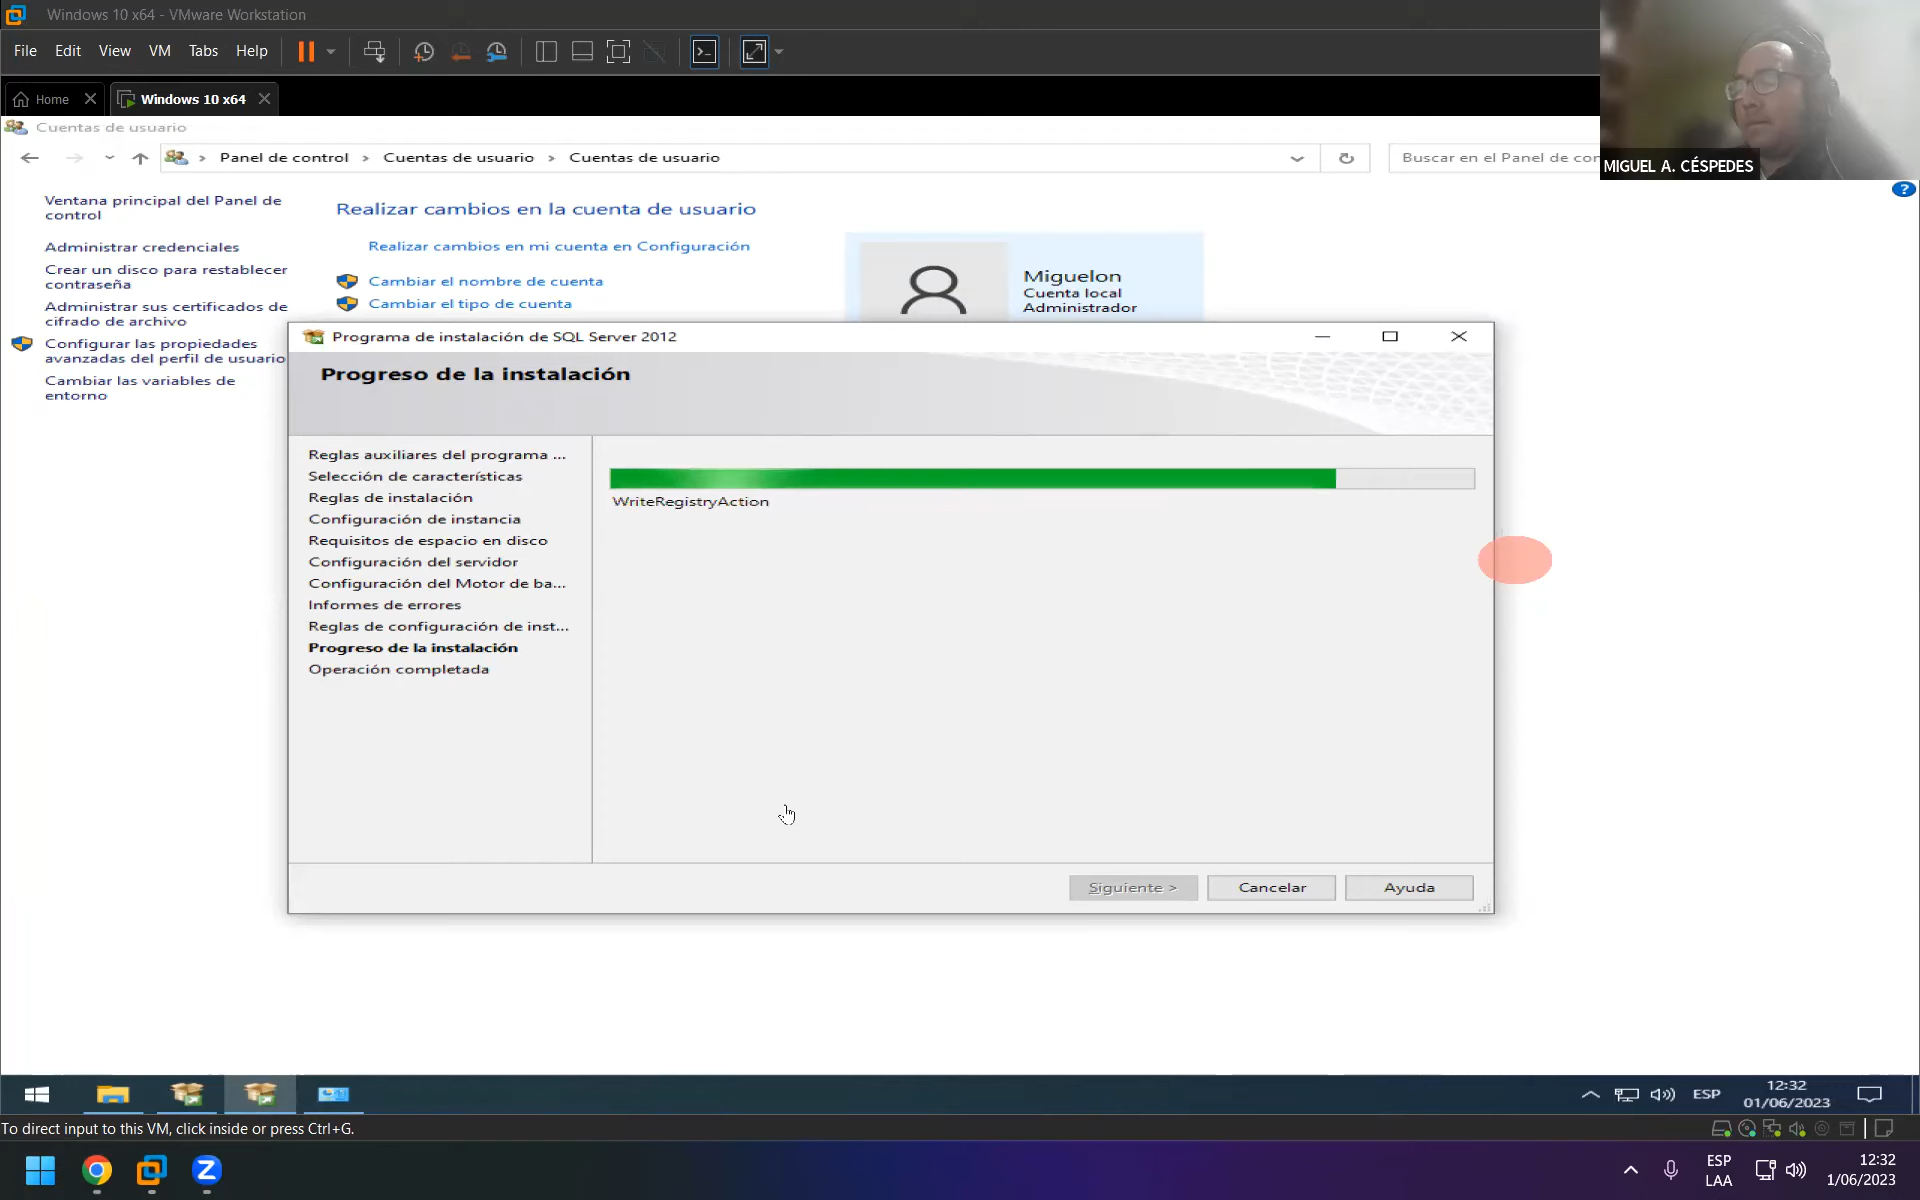 Windows 10 x64 - VMware Workstation
File Edit View VM Tabs Help
Home
Windows 10 x64
MIGUEL A. CÉSPEDES
Cuentas de usuario
Panel de control > Cuentas de usuario > Cuentas de usuario
Buscar en el Panel de con
Ventana principal del Panel de
control
Administrar credenciales
Crear un disco para restablecer
contraseña
Administrar sus certificados de
cifrado de archivo
Configurar las propiedades
avanzadas del perfil de usuario
Cambiar las variables de
entorno
Realizar cambios en la cuenta de usuario
Realizar cambios en mi cuenta en Configuración
Cambiar el nombre de cuenta
Cambiar el tipo de cuenta
Miguelon
Cuenta local
Administrador
Programa de instalación de SQL Server 2012
Progreso de la instalación
Reglas auxiliares del programa ...
Selección de características
Reglas de instalación
Configuración de instancia
Requisitos de espacio en disco
Configuración del servidor
Configuración del Motor de ba...
Informes de errores
Reglas de configuración de inst...
Progreso de la instalación
Operación completada
WriteRegistryAction
Siguiente >
Cancelar
Ayuda
ESP
12:32
01/06/2023
To direct input to this VM, click inside or press Ctrl+G.
ESP
LAA
12:32
1/06/2023